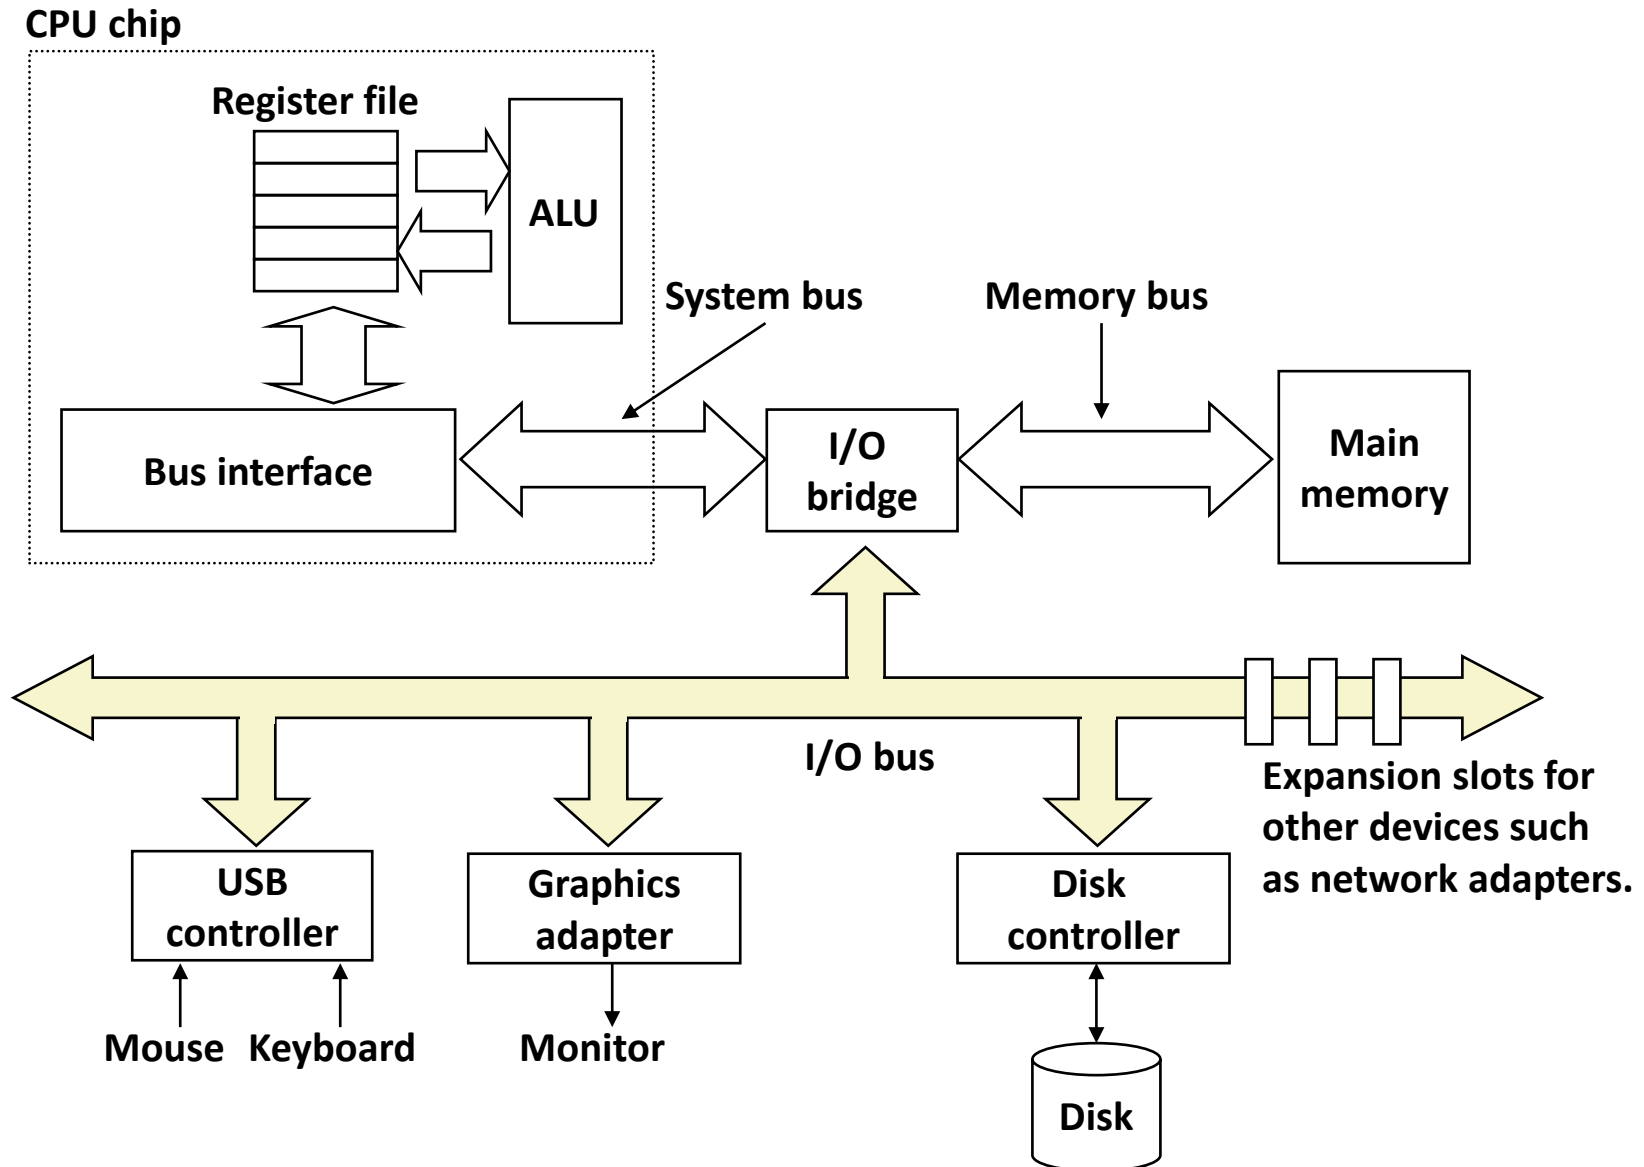 CPU chip
Register file
ALU
System bus
Memory bus
Bus interface
I/O
bridge
Main
memory
I/O bus
Expansion slots for
other devices such
as network adapters.
USB
controller
Graphics
adapter
Disk
controller
Mouse
Keyboard
Monitor
Disk